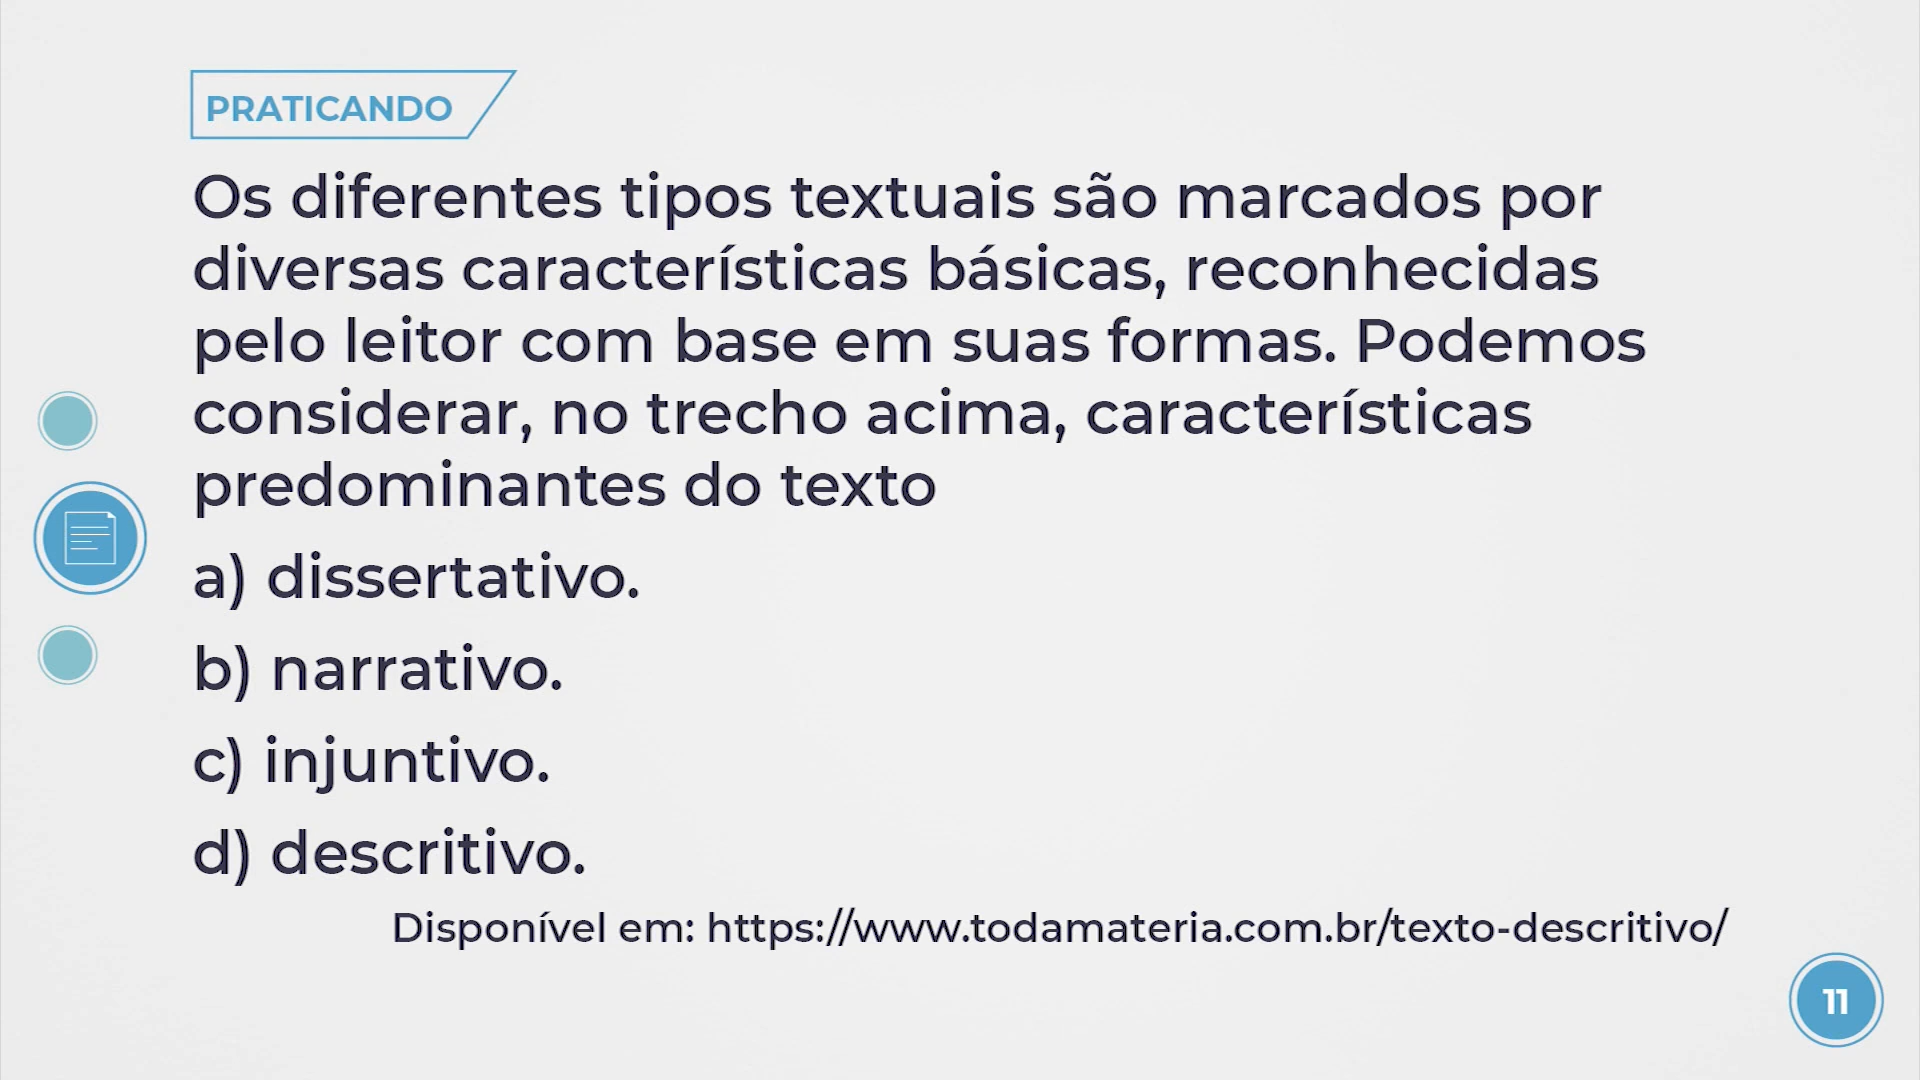 PRATICANDO
Os diferentes tipos textuais são marcados por
diversas características básicas, reconhecidas
pelo leitor com base em suas formas. Podemos
considerar, no trecho acima, características
predominantes do texto
a) dissertativo.
b) narrativo.
c) injuntivo.
d) descritivo.
Disponível em: https://www.todamateria.com.br/texto-descritivo/
11